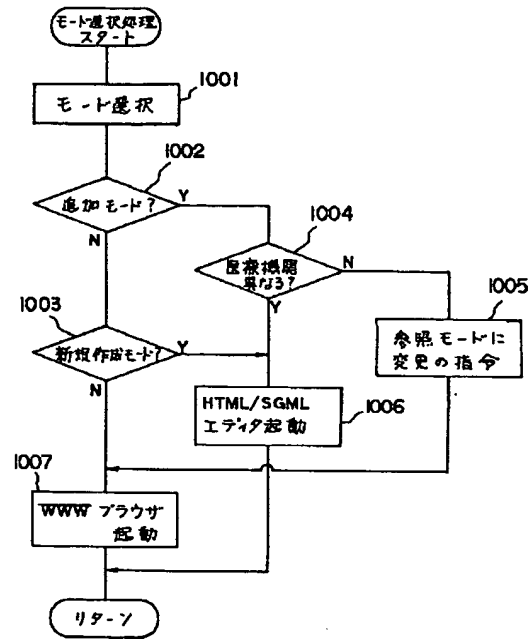 モード選択処理
スタート
1001
モード選択
1002
追加モード?
Y
N
1004
医療機関
異なる?
N
Y
1005
参照モードに
変更の指令
1003
新規作成モード?
Y
N
HTML/SGML
エディタ起動
1006
1007
WWW ブラウザ
起動
リターン